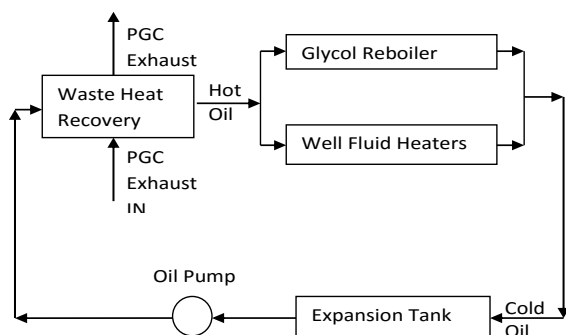 PGC
Exhaust
Glycol Reboiler
Waste Heat
Recovery
Hot
Oil
Well Fluid Heaters
PGC
Exhaust
IN
Oil Pump
Expansion Tank
Cold
Oil